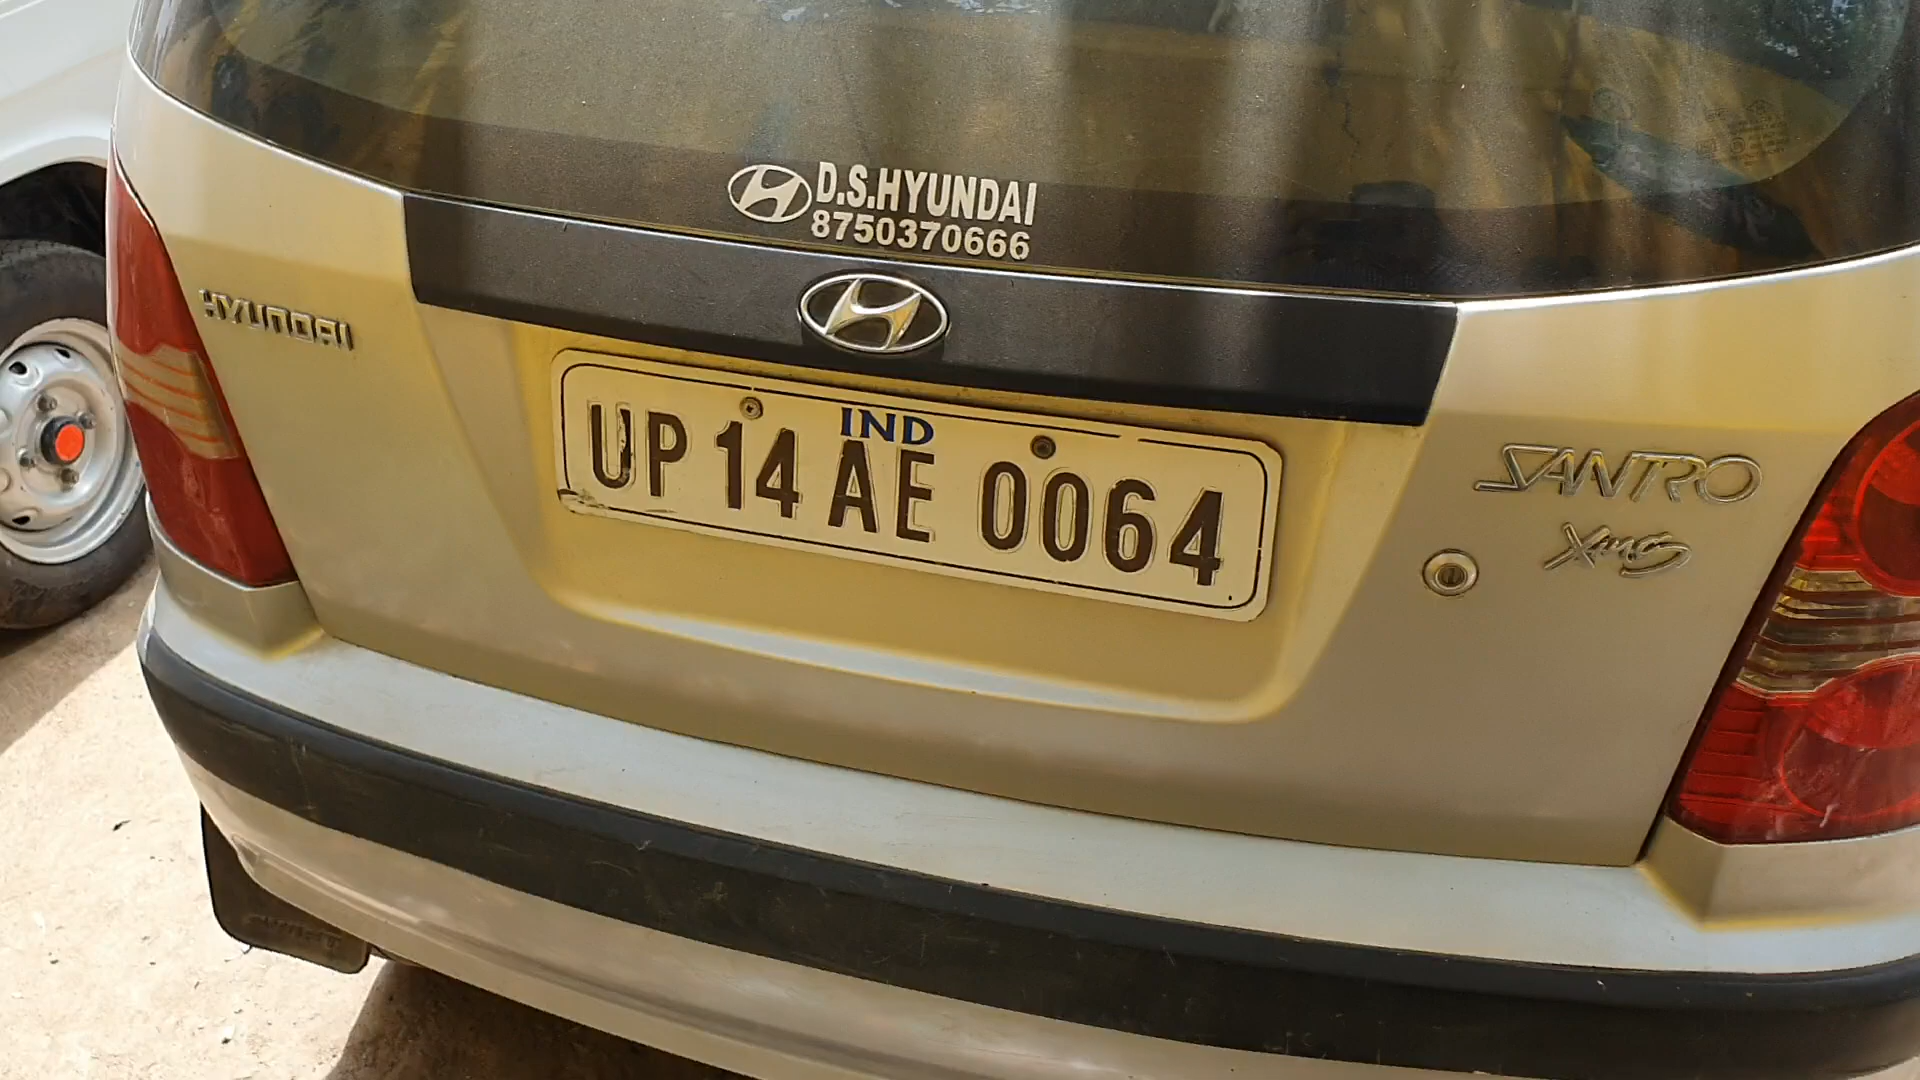 D.S.HYUNDAI
8750370666
HYUNDAI
IND
UP 14 AE 0064
SANTRO
XING